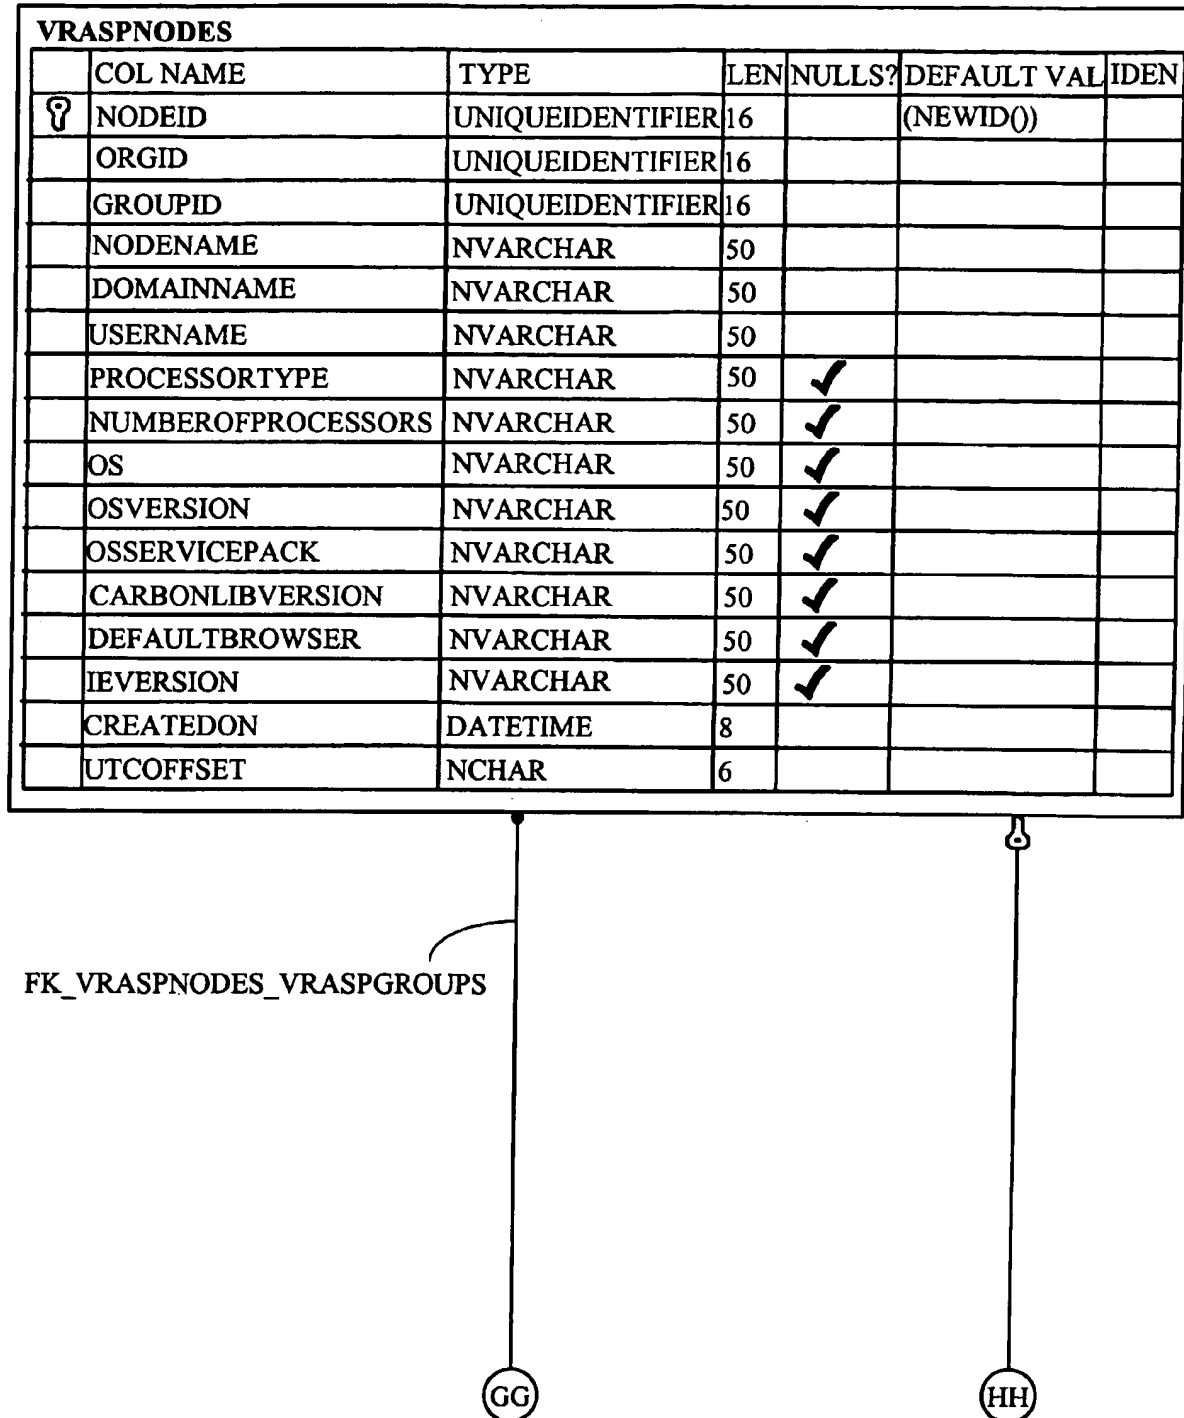 VRASPNODES
COL NAME TYPE LEN NULLS? DEFAULT VAL IDEN
NODEID UNIQUEIDENTIFIER 16 (NEWID())
ORGID UNIQUEIDENTIFIER 16
GROUPID UNIQUEIDENTIFIER 16
NODENAME NVARCHAR 50
DOMAINNAME NVARCHAR 50
USERNAME NVARCHAR 50
PROCESSORTYPE NVARCHAR 50 ✓
NUMBEROFPROCESSORS NVARCHAR 50 ✓
OS NVARCHAR 50 ✓
OSVERSION NVARCHAR 50 ✓
OSSERVICEPACK NVARCHAR 50 ✓
CARBONLIBVERSION NVARCHAR 50 ✓
DEFAULTBROWSER NVARCHAR 50 ✓
IEVERSION NVARCHAR 50 ✓
CREATEDON DATETIME 8
UTCOFFSET NCHAR 6
FK_VRASPNODES_VRASPGROUPS
GG HH